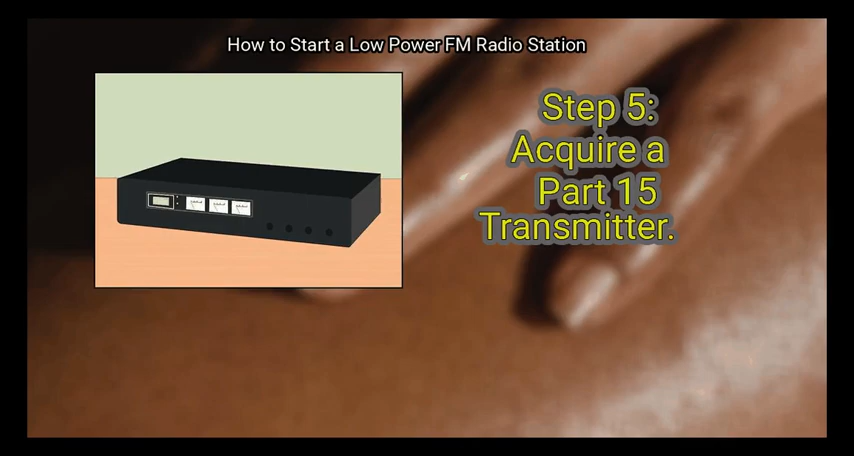 How to Start a Low Power FM Radio Station
Step 5:
Acquire a
Part 15
Transmitter.